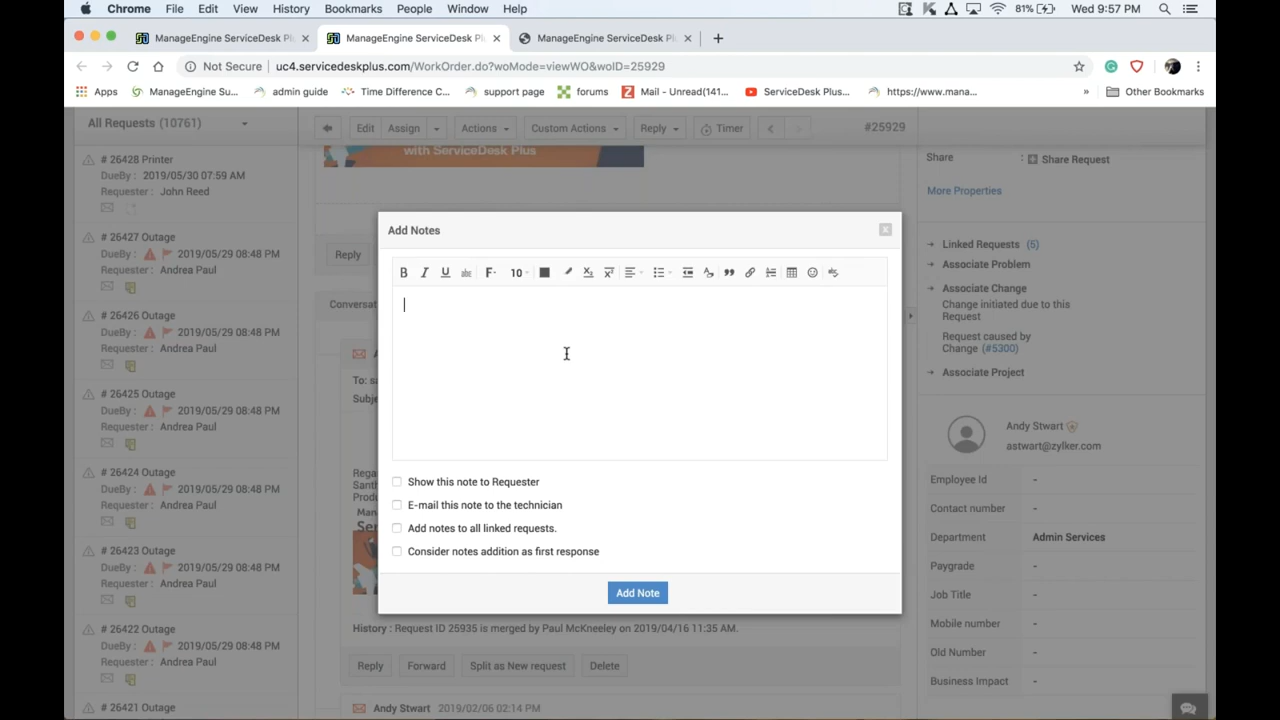 Chrome File Edit View History Bookmarks People Window Help 81% Wed 9:57 PM
ManageEngine ServiceDesk Pl ManageEngine ServiceDesk Pl ManageEngine ServiceDesk Pl
Not Secure uc4.servicedeskplus.com/WorkOrder.do?woMode=viewWO&woID=25929
Apps ManageEngine Su... admin guide Time Difference C... support page forums Mail - Unread(141... ServiceDesk Plus... https://www.mana... » Other Bookmarks
All Requests (10761)
Edit Assign Actions Custom Actions Reply Timer #25929
with ServiceDesk Plus
# 26428 Printer
DueBy : 2019/05/30 07:59 AM
Requester : John Reed
# 26427 Outage
DueBy : 2019/05/29 08:48 PM
Requester : Andrea Paul
# 26426 Outage
DueBy : 2019/05/29 08:48 PM
Requester : Andrea Paul
# 26425 Outage
DueBy : 2019/05/29 08:48 PM
Requester : Andrea Paul
# 26424 Outage
DueBy : 2019/05/29 08:48 PM
Requester : Andrea Paul
# 26423 Outage
DueBy : 2019/05/29 08:48 PM
Requester : Andrea Paul
# 26422 Outage
DueBy : 2019/05/29 08:48 PM
Requester : Andrea Paul
# 26421 Outage
Reply
Conversat
To: sa
Subje
Rega
Santh
Produ
Man
Ser
Add Notes
B I U abc F 10
Show this note to Requester
E-mail this note to the technician
Add notes to all linked requests.
Consider notes addition as first response
Add Note
History : Request ID 25935 is merged by Paul McKneeley on 2019/04/16 11:35 AM.
Reply Forward Split as New request Delete
Andy Stwart 2019/02/06 02:14 PM
Share : Share Request
More Properties
Linked Requests (5)
Associate Problem
Associate Change
Change initiated due to this
Request
Request caused by
Change (#5300)
Associate Project
Andy Stwart
astwart@zylker.com
Employee Id -
Contact number -
Department Admin Services
Paygrade -
Job Title -
Mobile number -
Old Number -
Business Impact -